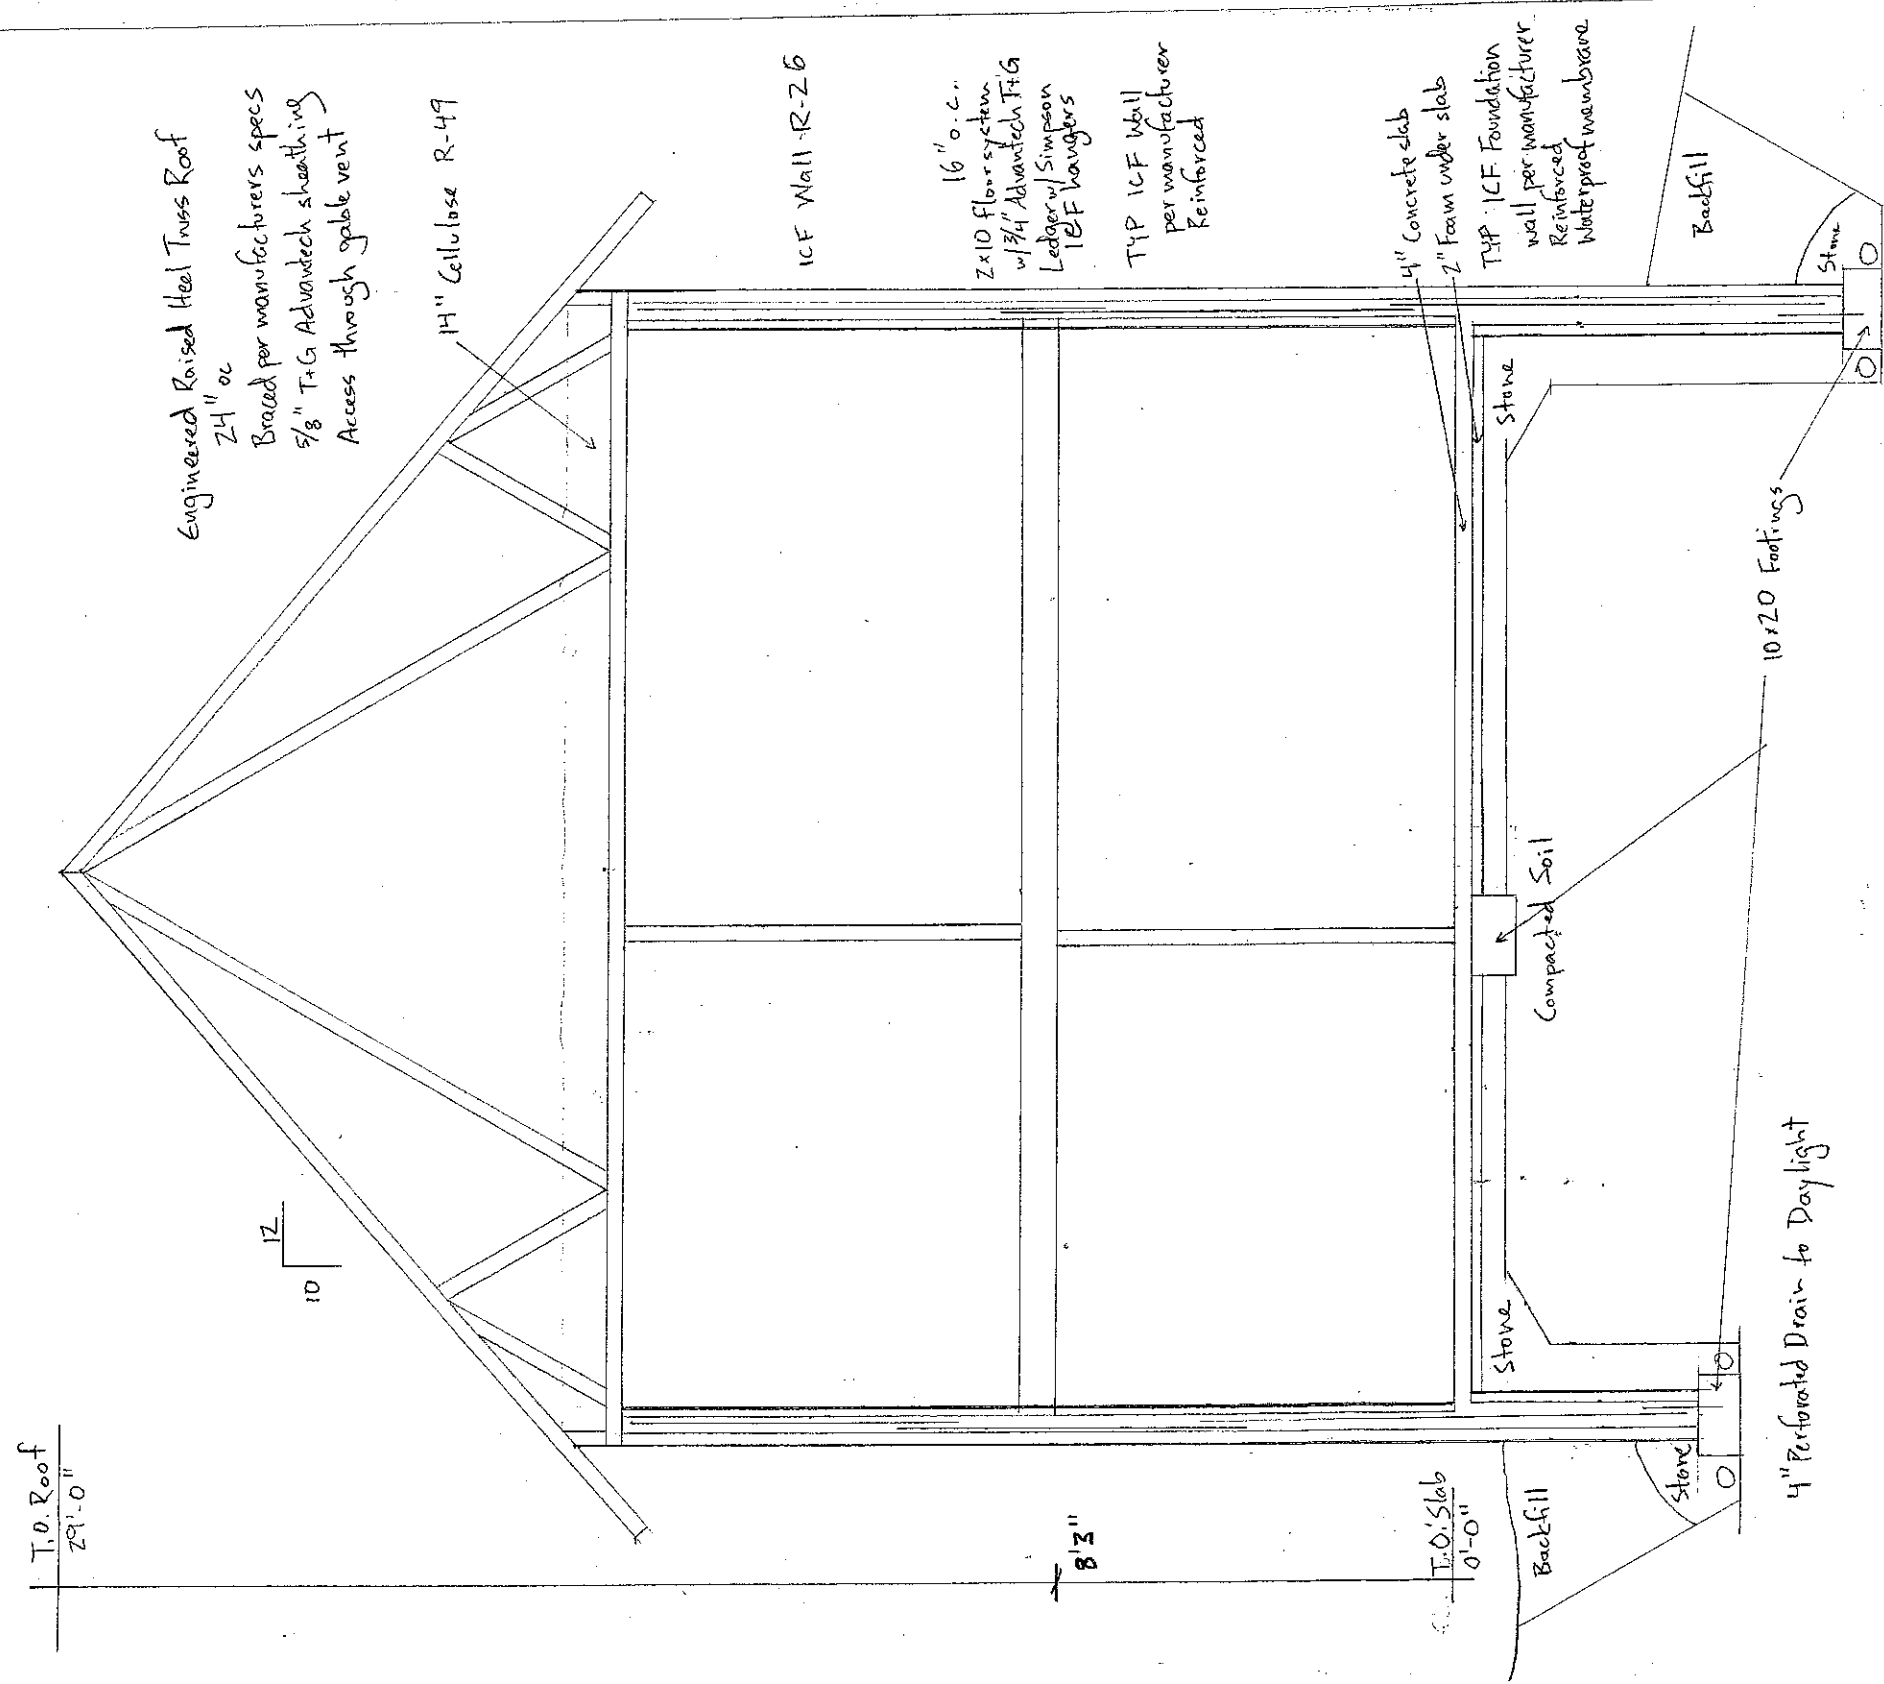 T.O. Roof
29'-0"
12
10
Engineered Raised Heel Truss Roof
24" oc
Braced per manufacturers specs
5/8" T+G Advantech sheathing
Access through gable vent
14" Cellulose R-49
ICF Wall R-26
16" o.c.
2x10 floor system
w/ 3/4" Advantech T+G
Ledger w/ Simpson
ICF hangers
TYP ICF Wall
per manufacturer
Reinforced
8'3"
4" Concrete slab
2" Foam under slab
TYP ICF Foundation
wall per manufacturer
Reinforced
Waterproof membrane
T.O. Slab
0'-0"
Backfill
Stone
Stone
Compacted Soil
Stone
Backfill
Stone
10x20 Footings
4" Perforated Drain to Daylight